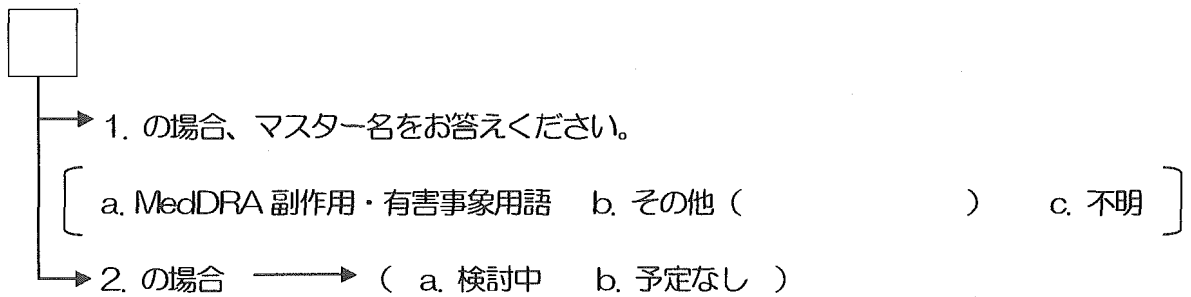 1. の場合、マスター名をお答えください。
a. MedDRA 副作用・有害事象用語 b. その他（ ） c. 不明
2. の場合 （ a. 検討中 b. 予定なし ）